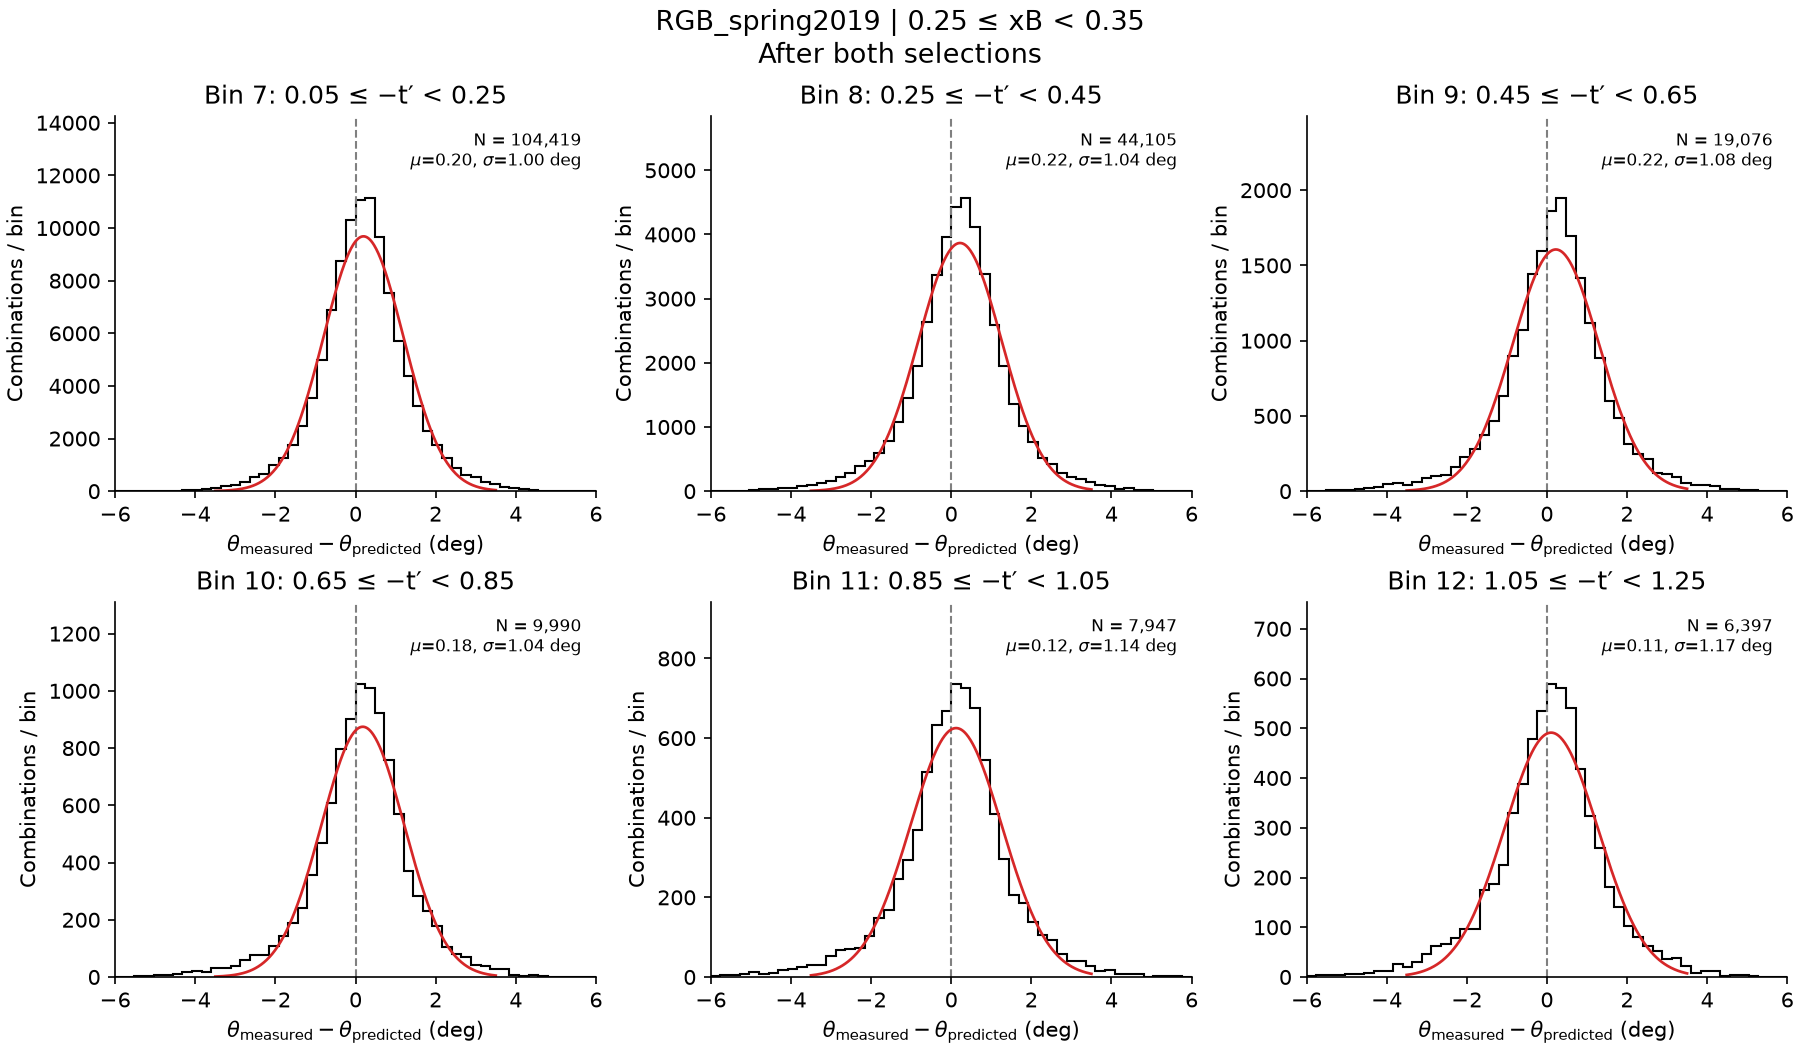 RGB_spring2019 | 0.25 ≤ xB < 0.35
After both selections
Bin 7: 0.05 ≤ −t′ < 0.25
N = 104,419
μ=0.20, σ=1.00 deg
Combinations / bin
14000
12000
10000
8000
6000
4000
2000
0
−6 −4 −2 0 2 4 6
θmeasured − θpredicted (deg)
Bin 8: 0.25 ≤ −t′ < 0.45
N = 44,105
μ=0.22, σ=1.04 deg
Combinations / bin
5000
4000
3000
2000
1000
0
−6 −4 −2 0 2 4 6
θmeasured − θpredicted (deg)
Bin 9: 0.45 ≤ −t′ < 0.65
N = 19,076
μ=0.22, σ=1.08 deg
Combinations / bin
2000
1500
1000
500
0
−6 −4 −2 0 2 4 6
θmeasured − θpredicted (deg)
Bin 10: 0.65 ≤ −t′ < 0.85
N = 9,990
μ=0.18, σ=1.04 deg
Combinations / bin
1200
1000
800
600
400
200
0
−6 −4 −2 0 2 4 6
θmeasured − θpredicted (deg)
Bin 11: 0.85 ≤ −t′ < 1.05
N = 7,947
μ=0.12, σ=1.14 deg
Combinations / bin
800
600
400
200
0
−6 −4 −2 0 2 4 6
θmeasured − θpredicted (deg)
Bin 12: 1.05 ≤ −t′ < 1.25
N = 6,397
μ=0.11, σ=1.17 deg
Combinations / bin
700
600
500
400
300
200
100
0
−6 −4 −2 0 2 4 6
θmeasured − θpredicted (deg)